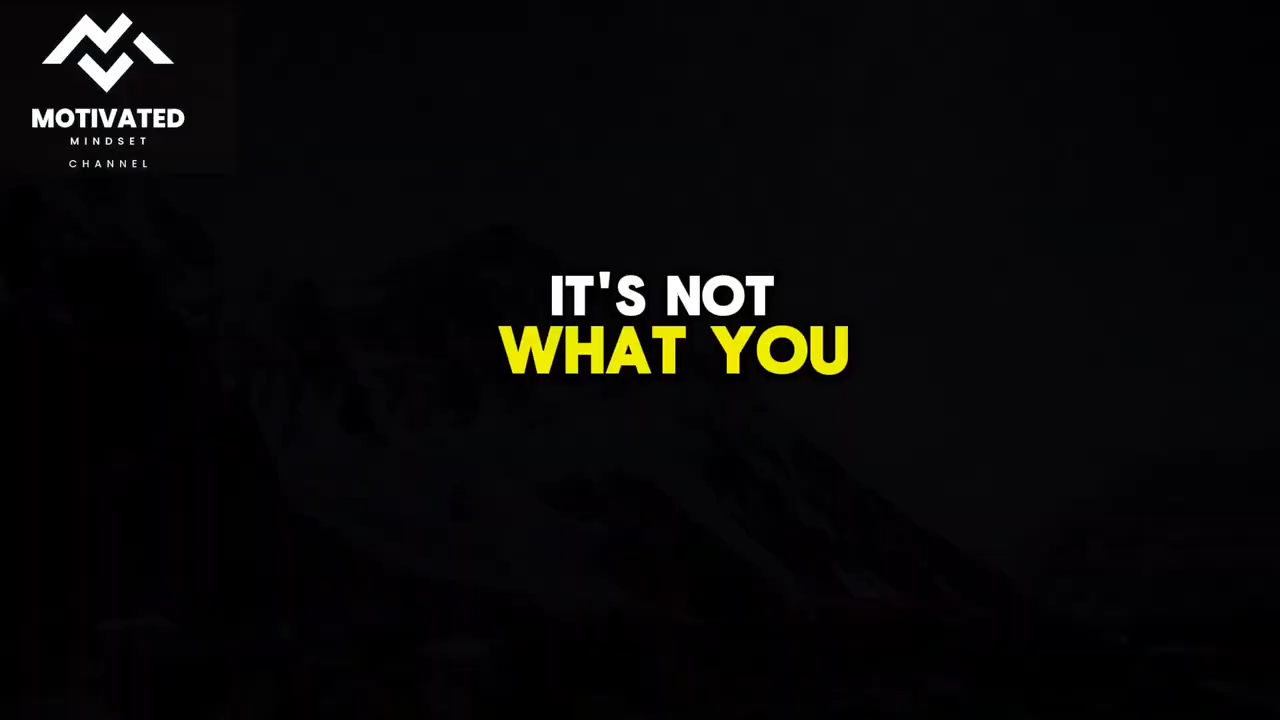 MOTIVATED
MINDSET
CHANNEL
IT'S NOT
WHAT YOU